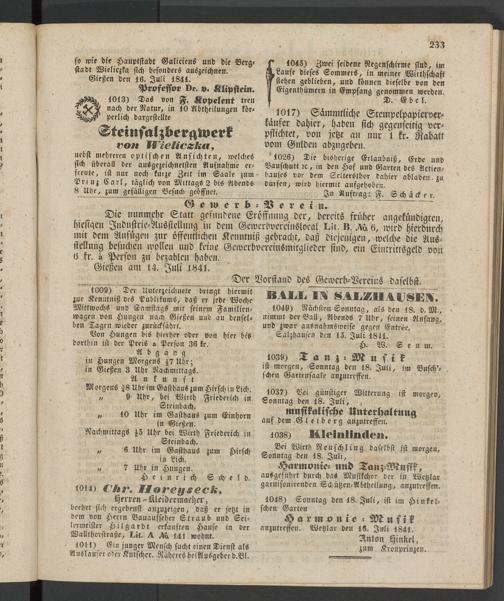 233
so wie die Hauptstadt Galiciens und die Berg-
stadt Wieliczka sich besonders auszeichnen.
Gießen den 16. Juli 1841.
Professor Dr. v. Klipstein.
1013) Das von F. Kopelent treu
nach der Natur, in 10 Abtheilungen kör-
perlich dargestellte
Steinsalzbergwerk
von Wieliczka,
nebst mehreren optischen Ansichten, welches
sich überall der ausgezeichnetsten Aufnahme er-
freute, ist nur noch kurze Zeit im Saale zum
Prinz Carl, täglich von Mittags 2 bis Abends
8 Uhr, zum gefälligen Besuch geöffnet.
1045) Zwei seidene Regenschirme sind, im
Laufe dieses Sommers, in meiner Wirthschaft
stehen geblieben, und können dieselbe von den
Eigenthümern in Empfang genommen werden.
D. Ebel.
1017) Sämmtliche Stempelpapierver-
käufer dahier, haben sich gegenseitig ver-
pflichtet, von jetzt an nur 1 kr. Rabatt
vom Gulden abzugeben.
1026) Die bisherige Erlaubniß, Erde und
Bauschutt ꝛc., in den Hof und Garten des Actien-
hauses vor dem Selzersthor dahier abladen zu
dürfen, wird hiermit aufgehoben.
In Auftrag: F. Schäcker.
Gewerb-Verein.
Die nunmehr Statt gefundene Eröffnung der, bereits früher angekündigten,
hiesigen Industrie-Ausstellung in dem Gewerbvereinslocal Lit. B. № 6, wird hierdurch
mit dem Anfügen zur öffentlichen Kenntniß gebracht, daß diejenigen, welche die Aus-
stellung besuchen wollen und keine Gewerbvereinsmitglieder sind, ein Eintrittsgeld von
6 kr. à Person zu bezahlen haben.
Gießen am 14. Juli 1841.
Der Vorstand des Gewerb-Vereins daselbst.
1009) Der Unterzeichnete bringt hiermit
zur Kenntniß des Publikums, daß er jede Woche
Mittwochs und Samstags mit seinem Familien-
wagen von Hungen nach Gießen und an densel-
ben Tagen wieder zurückfährt.
Von Hungen bis hierher oder von hier bis
dorthin ist der Preis a Person 36 kr.
Abgang
in Hungen Morgens Uhr;
in Gießen 3 Uhr Nachmittags.
Ankunft
Morgens Uhr im Gasthaus zum Hirsch in Lich.
„ 9 Uhr, bei Wirth Friederich in
Steinbach.
„ 10 Uhr im Gasthaus zum Einhorn
in Gießen.
Nachmittags Uhr bei Wirth Friederich in
Steinbach.
„ 6 Uhr im Gasthaus zum Hirsch
in Lich.
„ 7 Uhr in Hungen.
Heinrich Scheld.
1014) Chr. Horeyseck,
Herren-Kleidermacher,
beehrt sich ergebenst anzuzeigen, daß er jetzt in
dem von Herren Bauaufseher Straub und Sei-
lermeister Hilgardt erkauften Hause in der
Wallthorstraße, Lit. A № 141 wohnt.
1011) Ein junger Mensch sucht einen Dienst als
Auslaufer oder Kutscher. Näheres bei Ausgeber d. Bl.
BALL IN SALZHAUSEN.
1049) Nächsten Sonntag, als den 18. d. M.,
nimmt der Ball, Abends 7 Uhr, seinen Anfang,
und zwar ausnahmsweise gegen Entrée.
Salzhausen den 15. Juli 1841.
H. W. Seum.
1039) Tanz-Musik
ist morgen, Sonntag den 18. Juli, im Busch'-
schen Gartensaale anzutreffen.
1037) Bei günstiger Witterung ist morgen,
Sonntag den 18. Juli,
musikalische Unterhaltung
auf dem Gleiberg anzutreffen.
1038) Kleinlinden.
Bei Wirth Neuschling daselbst ist morgen,
Sonntag den 18. Juli,
Harmonie- und Tanz-Musik,
ausgeführt durch das Musikchor der in Wetzlar
garnisonirenden Schützen-Abtheilung, anzutreffen.
1048) Sonntag den 18. Juli, ist im Hinkel-
schen Garten
Harmonie-Musik
anzutreffen. Wetzlar den 15. Juli 1841.
Anton Hinkel,
zum Kronprinzen.